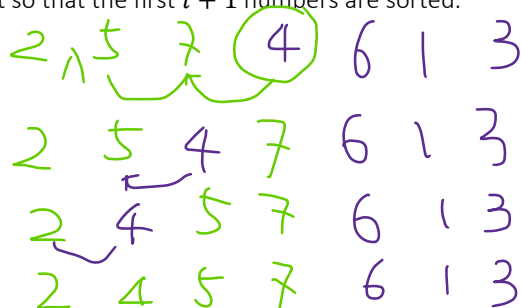 t so that the first i + 1 numbers are sorted.
2 5 7 4 6 1 3
2 5 4 7 6 1 3
2 4 5 7 6 1 3
2 4 5 7 6 1 3